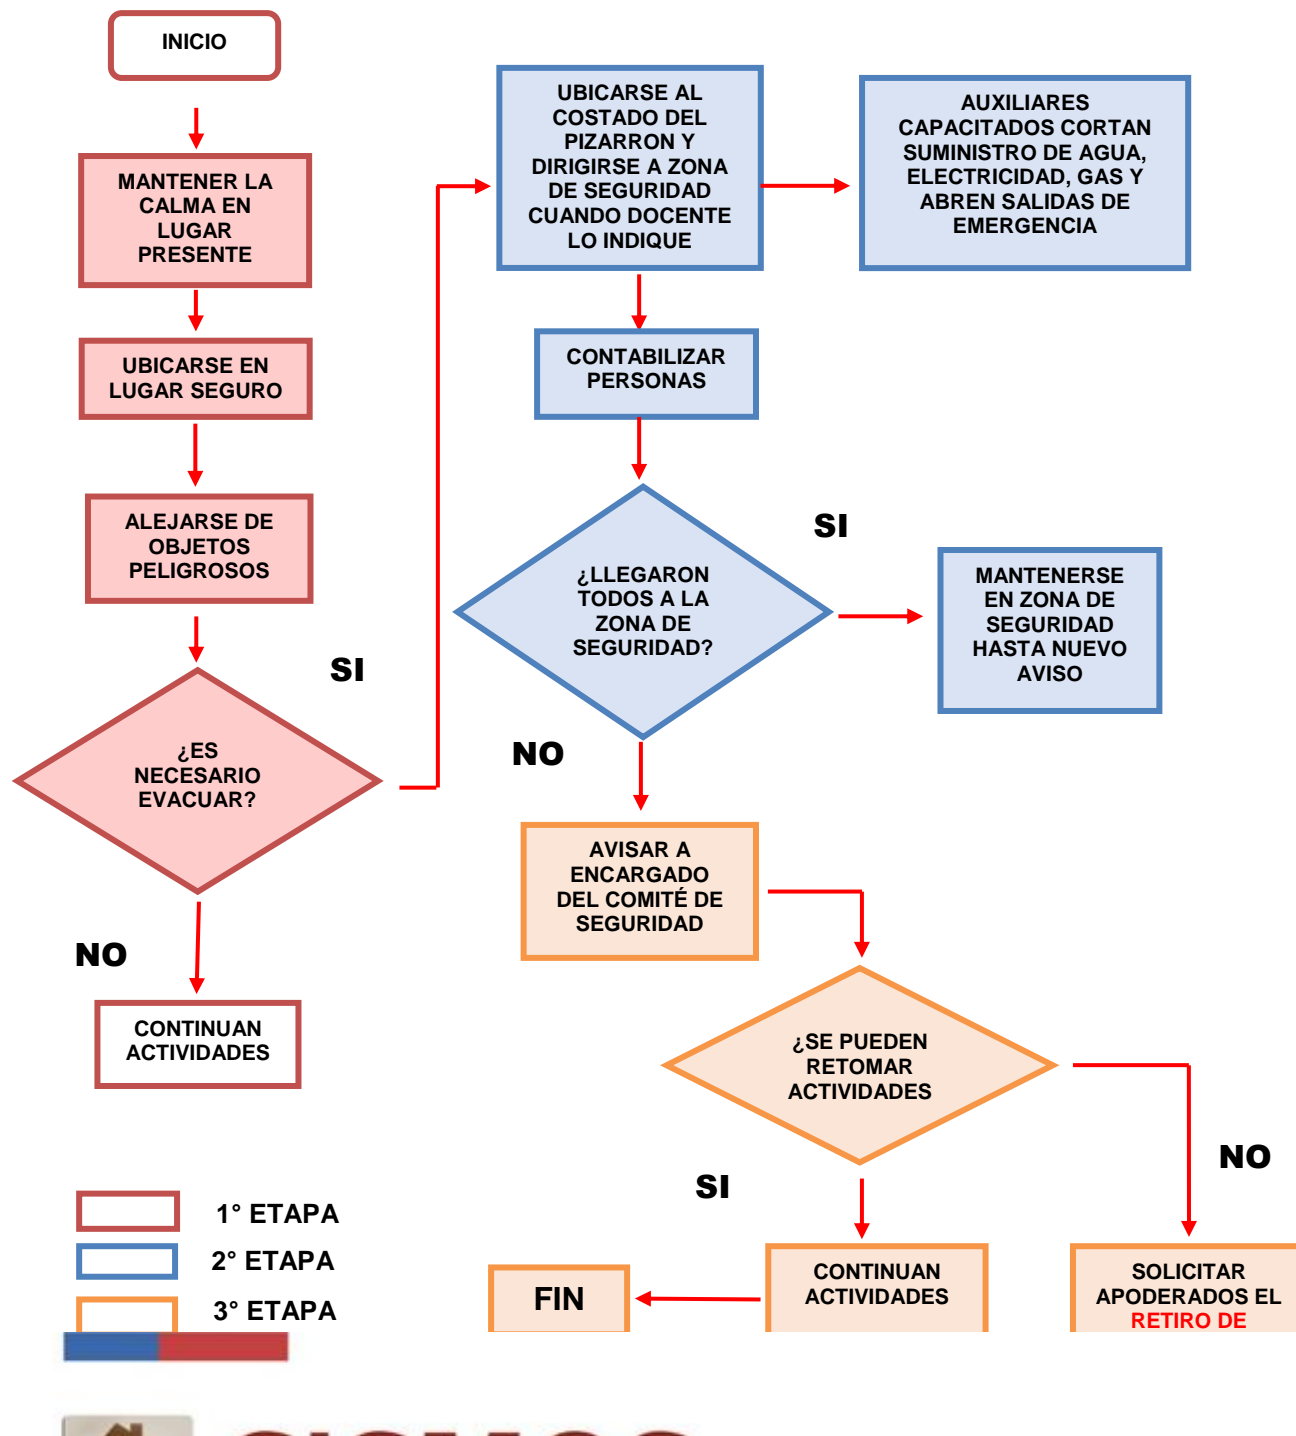 INICIO
MANTENER LA
CALMA EN
LUGAR
PRESENTE
UBICARSE EN
LUGAR SEGURO
ALEJARSE DE
OBJETOS
PELIGROSOS
SI
¿ES
NECESARIO
EVACUAR?
NO
CONTINUAN
ACTIVIDADES
UBICARSE AL
COSTADO DEL
PIZARRON Y
DIRIGIRSE A ZONA
DE SEGURIDAD
CUANDO DOCENTE
LO INDIQUE
AUXILIARES
CAPACITADOS CORTAN
SUMINISTRO DE AGUA,
ELECTRICIDAD, GAS Y
ABREN SALIDAS DE
EMERGENCIA
CONTABILIZAR
PERSONAS
¿LLEGARON
TODOS A LA
ZONA DE
SEGURIDAD?
SI
MANTENERSE
EN ZONA DE
SEGURIDAD
HASTA NUEVO
AVISO
NO
AVISAR A
ENCARGADO
DEL COMITÉ DE
SEGURIDAD
¿SE PUEDEN
RETOMAR
ACTIVIDADES
NO
SI
CONTINUAN
ACTIVIDADES
FIN
SOLICITAR
APODERADOS EL
RETIRO DE
1° ETAPA
2° ETAPA
3° ETAPA